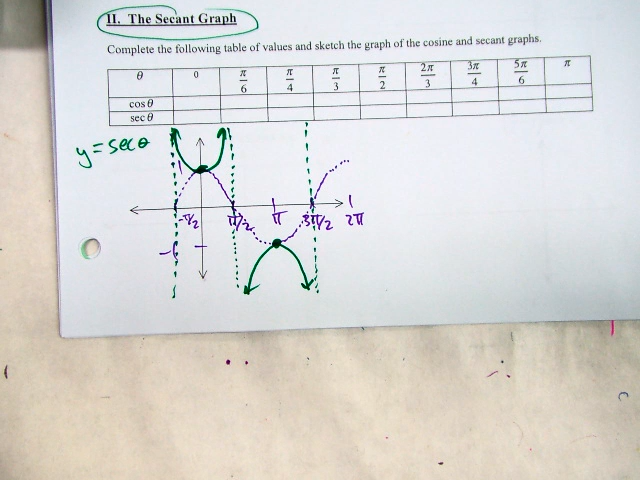 II. The Secant Graph
Complete the following table of values and sketch the graph of the cosine and secant graphs.
θ 0 π/6 π/4 π/3 π/2 2π/3 3π/4 5π/6 π
cos θ
sec θ
y = sec θ
1
-π/2 π/2 π 3π/2 2π
-1